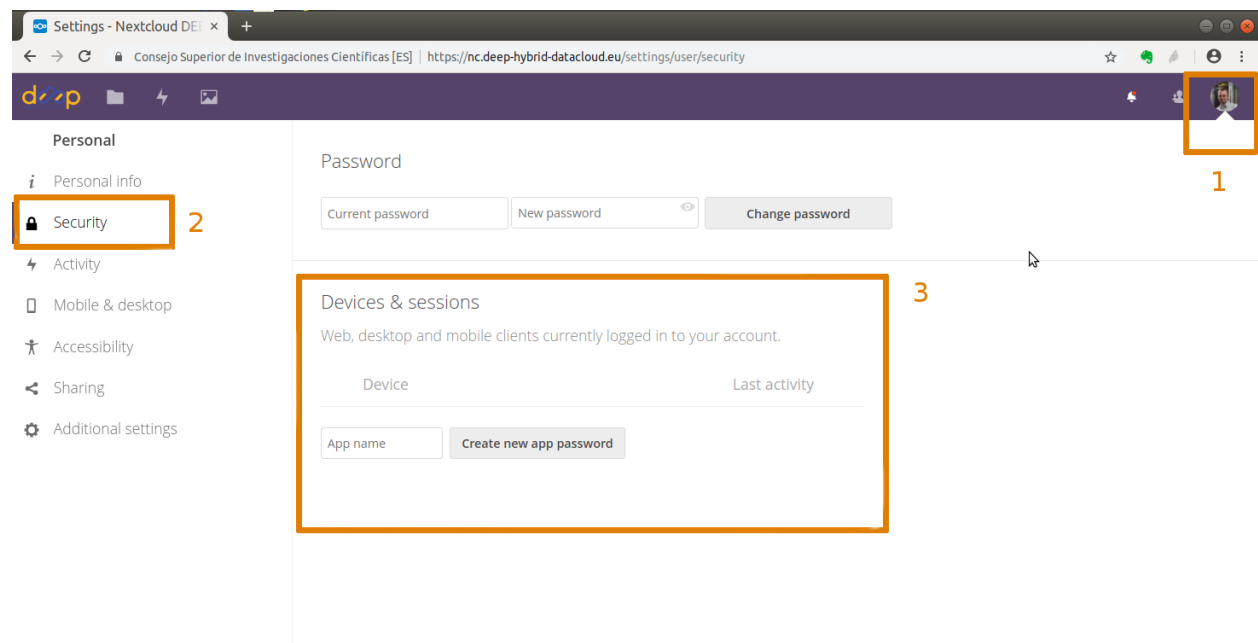 Settings - Nextcloud DEE
Consejo Superior de Investigaciones Científicas [ES] | https://nc.deep-hybrid-datacloud.eu/settings/user/security
deep
1
Personal
Personal info
Security
2
Activity
Mobile & desktop
Accessibility
Sharing
Additional settings
Password
Current password
New password
Change password
3
Devices & sessions
Web, desktop and mobile clients currently logged in to your account.
Device Last activity
App name
Create new app password